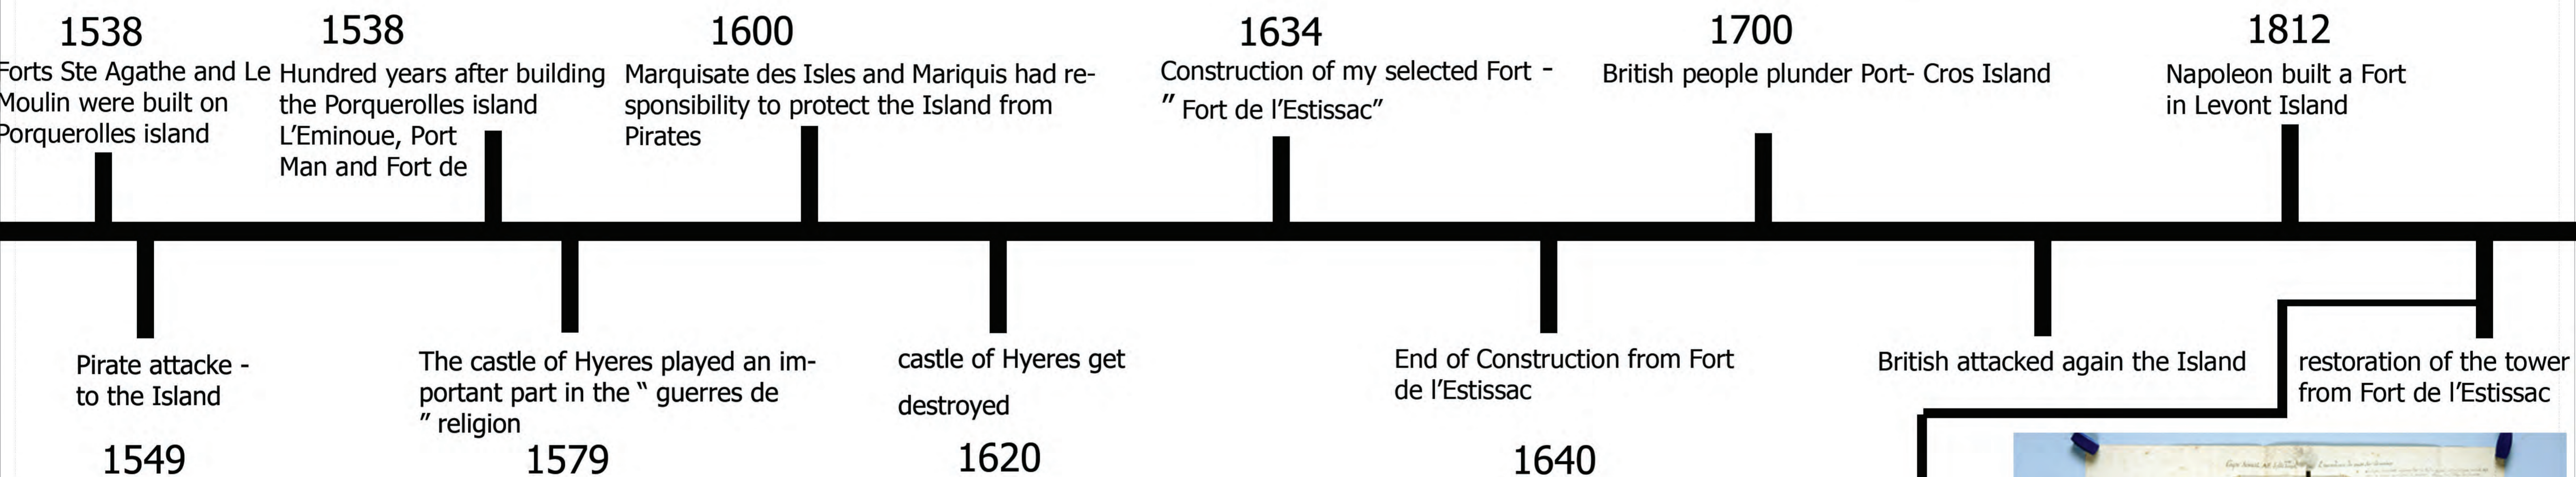 1538
Forts Ste Agathe and Le
Moulin were built on
Porquerolles island
1538
Hundred years after building
the Porquerolles island
L'Eminoue, Port
Man and Fort de
1600
Marquisate des Isles and Mariquis had re-
sponsibility to protect the Island from
Pirates
1634
Construction of my selected Fort -
" Fort de l'Estissac"
1700
British people plunder Port- Cros Island
1812
Napoleon built a Fort
in Levont Island
Pirate attacke -
to the Island
1549
The castle of Hyeres played an im-
portant part in the " guerres de
" religion
1579
castle of Hyeres get
destroyed
1620
End of Construction from Fort
de l'Estissac
1640
British attacked again the Island
restoration of the tower
from Fort de l'Estissac